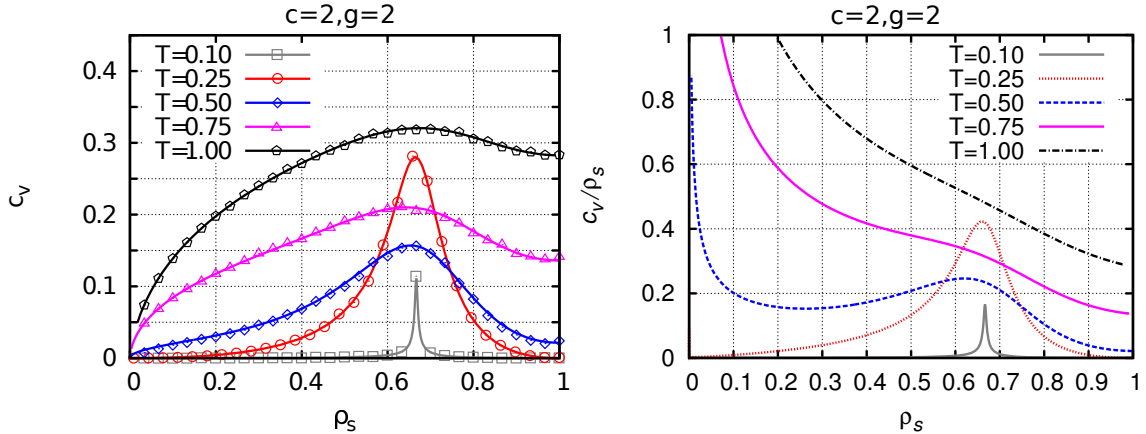 c=2,g=2
T=0.10
T=0.25
T=0.50
T=0.75
T=1.00
0.4
0.3
0.2
0.1
0
c_v
0 0.2 0.4 0.6 0.8 1
ρ_s
c=2,g=2
T=0.10
T=0.25
T=0.50
T=0.75
T=1.00
1
0.8
0.6
0.4
0.2
0
c_v/ρ_s
0 0.1 0.2 0.3 0.4 0.5 0.6 0.7 0.8 0.9 1
ρ_s